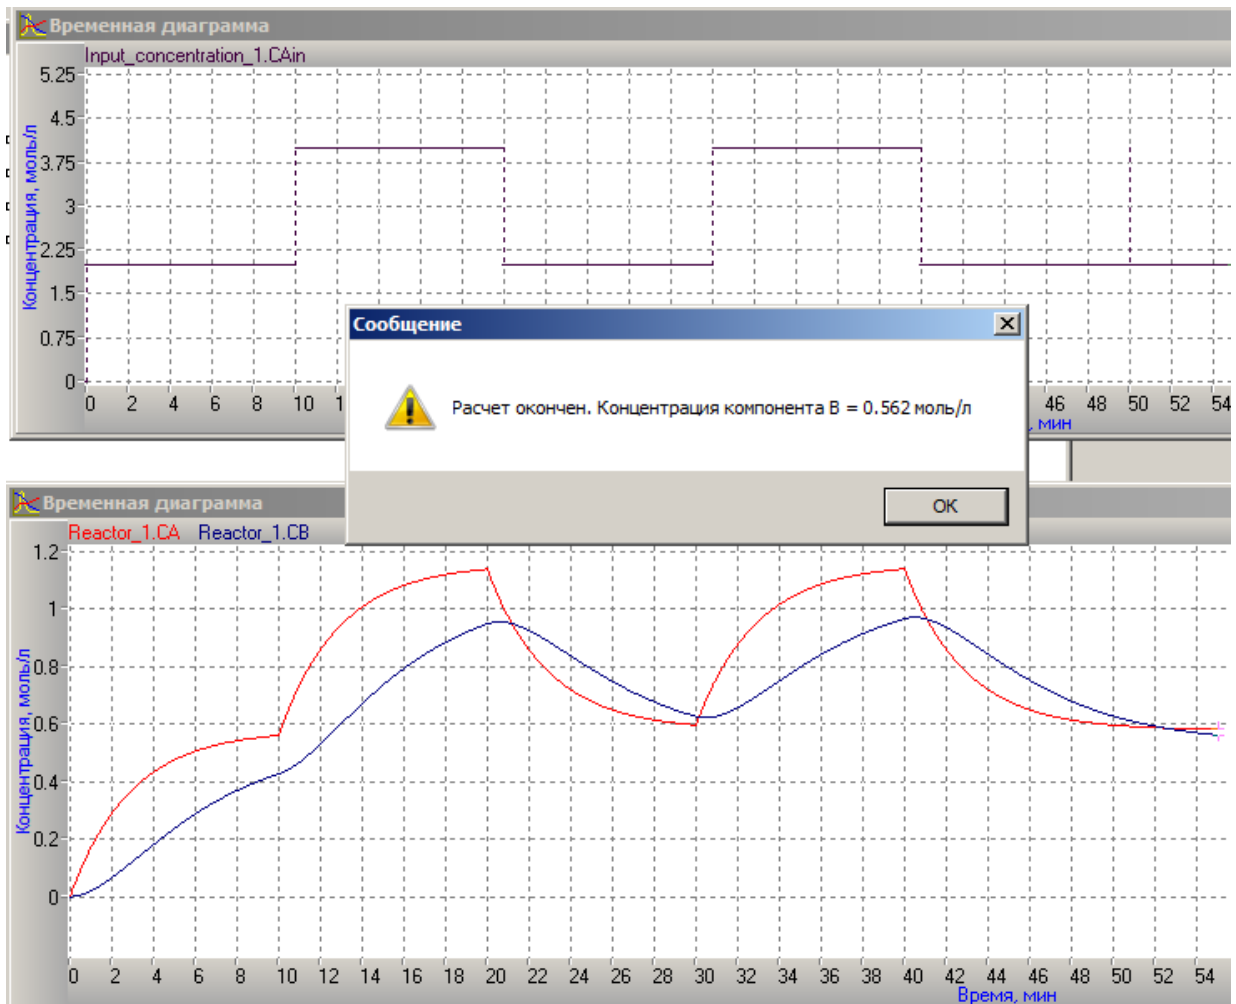 Временная диаграмма
Input_concentration_1.CAin
5.25
4.5
3.75
3
2.25
1.5
0.75
0
Концентрация, моль/л
0 2 4 6 8 10 1
46 48 50 52 54
, мин
Сообщение
Расчет окончен. Концентрация компонента B = 0.562 моль/л
OK
Временная диаграмма
Reactor_1.CA Reactor_1.CB
1.2
1
0.8
0.6
0.4
0.2
0
Концентрация, моль/л
0 2 4 6 8 10 12 14 16 18 20 22 24 26 28 30 32 34 36 38 40 42 44 46 48 50 52 54
Время, мин